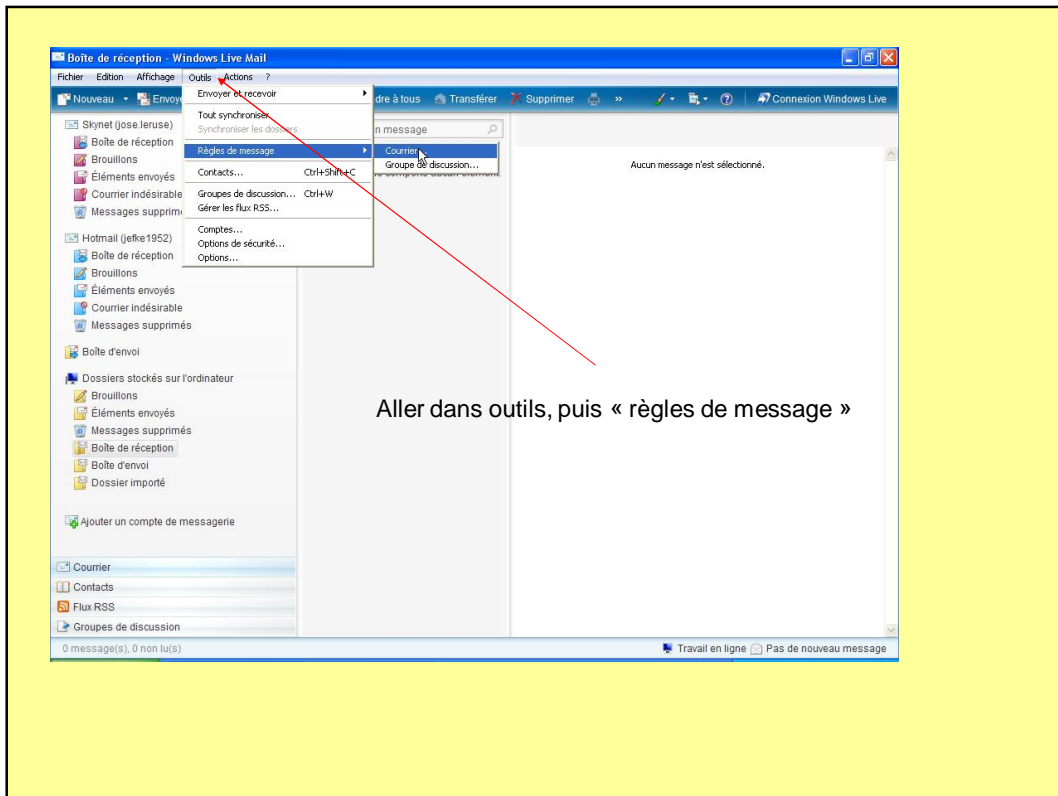 Boîte de réception - Windows Live Mail
Fichier Edition Affichage Outils Actions ?
Nouveau Envoye dre à tous Transférer Supprimer » Connexion Windows Live
Envoyer et recevoir
Tout synchroniser
Synchroniser les dossiers
Règles de message
Contacts... Ctrl+Shift+C
Groupes de discussion... Ctrl+W
Gérer les flux RSS...
Comptes...
Options de sécurité...
Options...
Courrier...
Groupe de discussion...
n message
Aucun message n'est sélectionné.
Skynet (jose.leruse)
Boîte de réception
Brouillons
Éléments envoyés
Courrier indésirable
Messages supprimé
Hotmail (jefke1952)
Boîte de réception
Brouillons
Éléments envoyés
Courrier indésirable
Messages supprimés
Boîte d'envoi
Dossiers stockés sur l'ordinateur
Brouillons
Éléments envoyés
Messages supprimés
Boîte de réception
Boîte d'envoi
Dossier importé
Ajouter un compte de messagerie
Courrier
Contacts
Flux RSS
Groupes de discussion
0 message(s), 0 non lu(s)
Travail en ligne Pas de nouveau message
Aller dans outils, puis « règles de message »